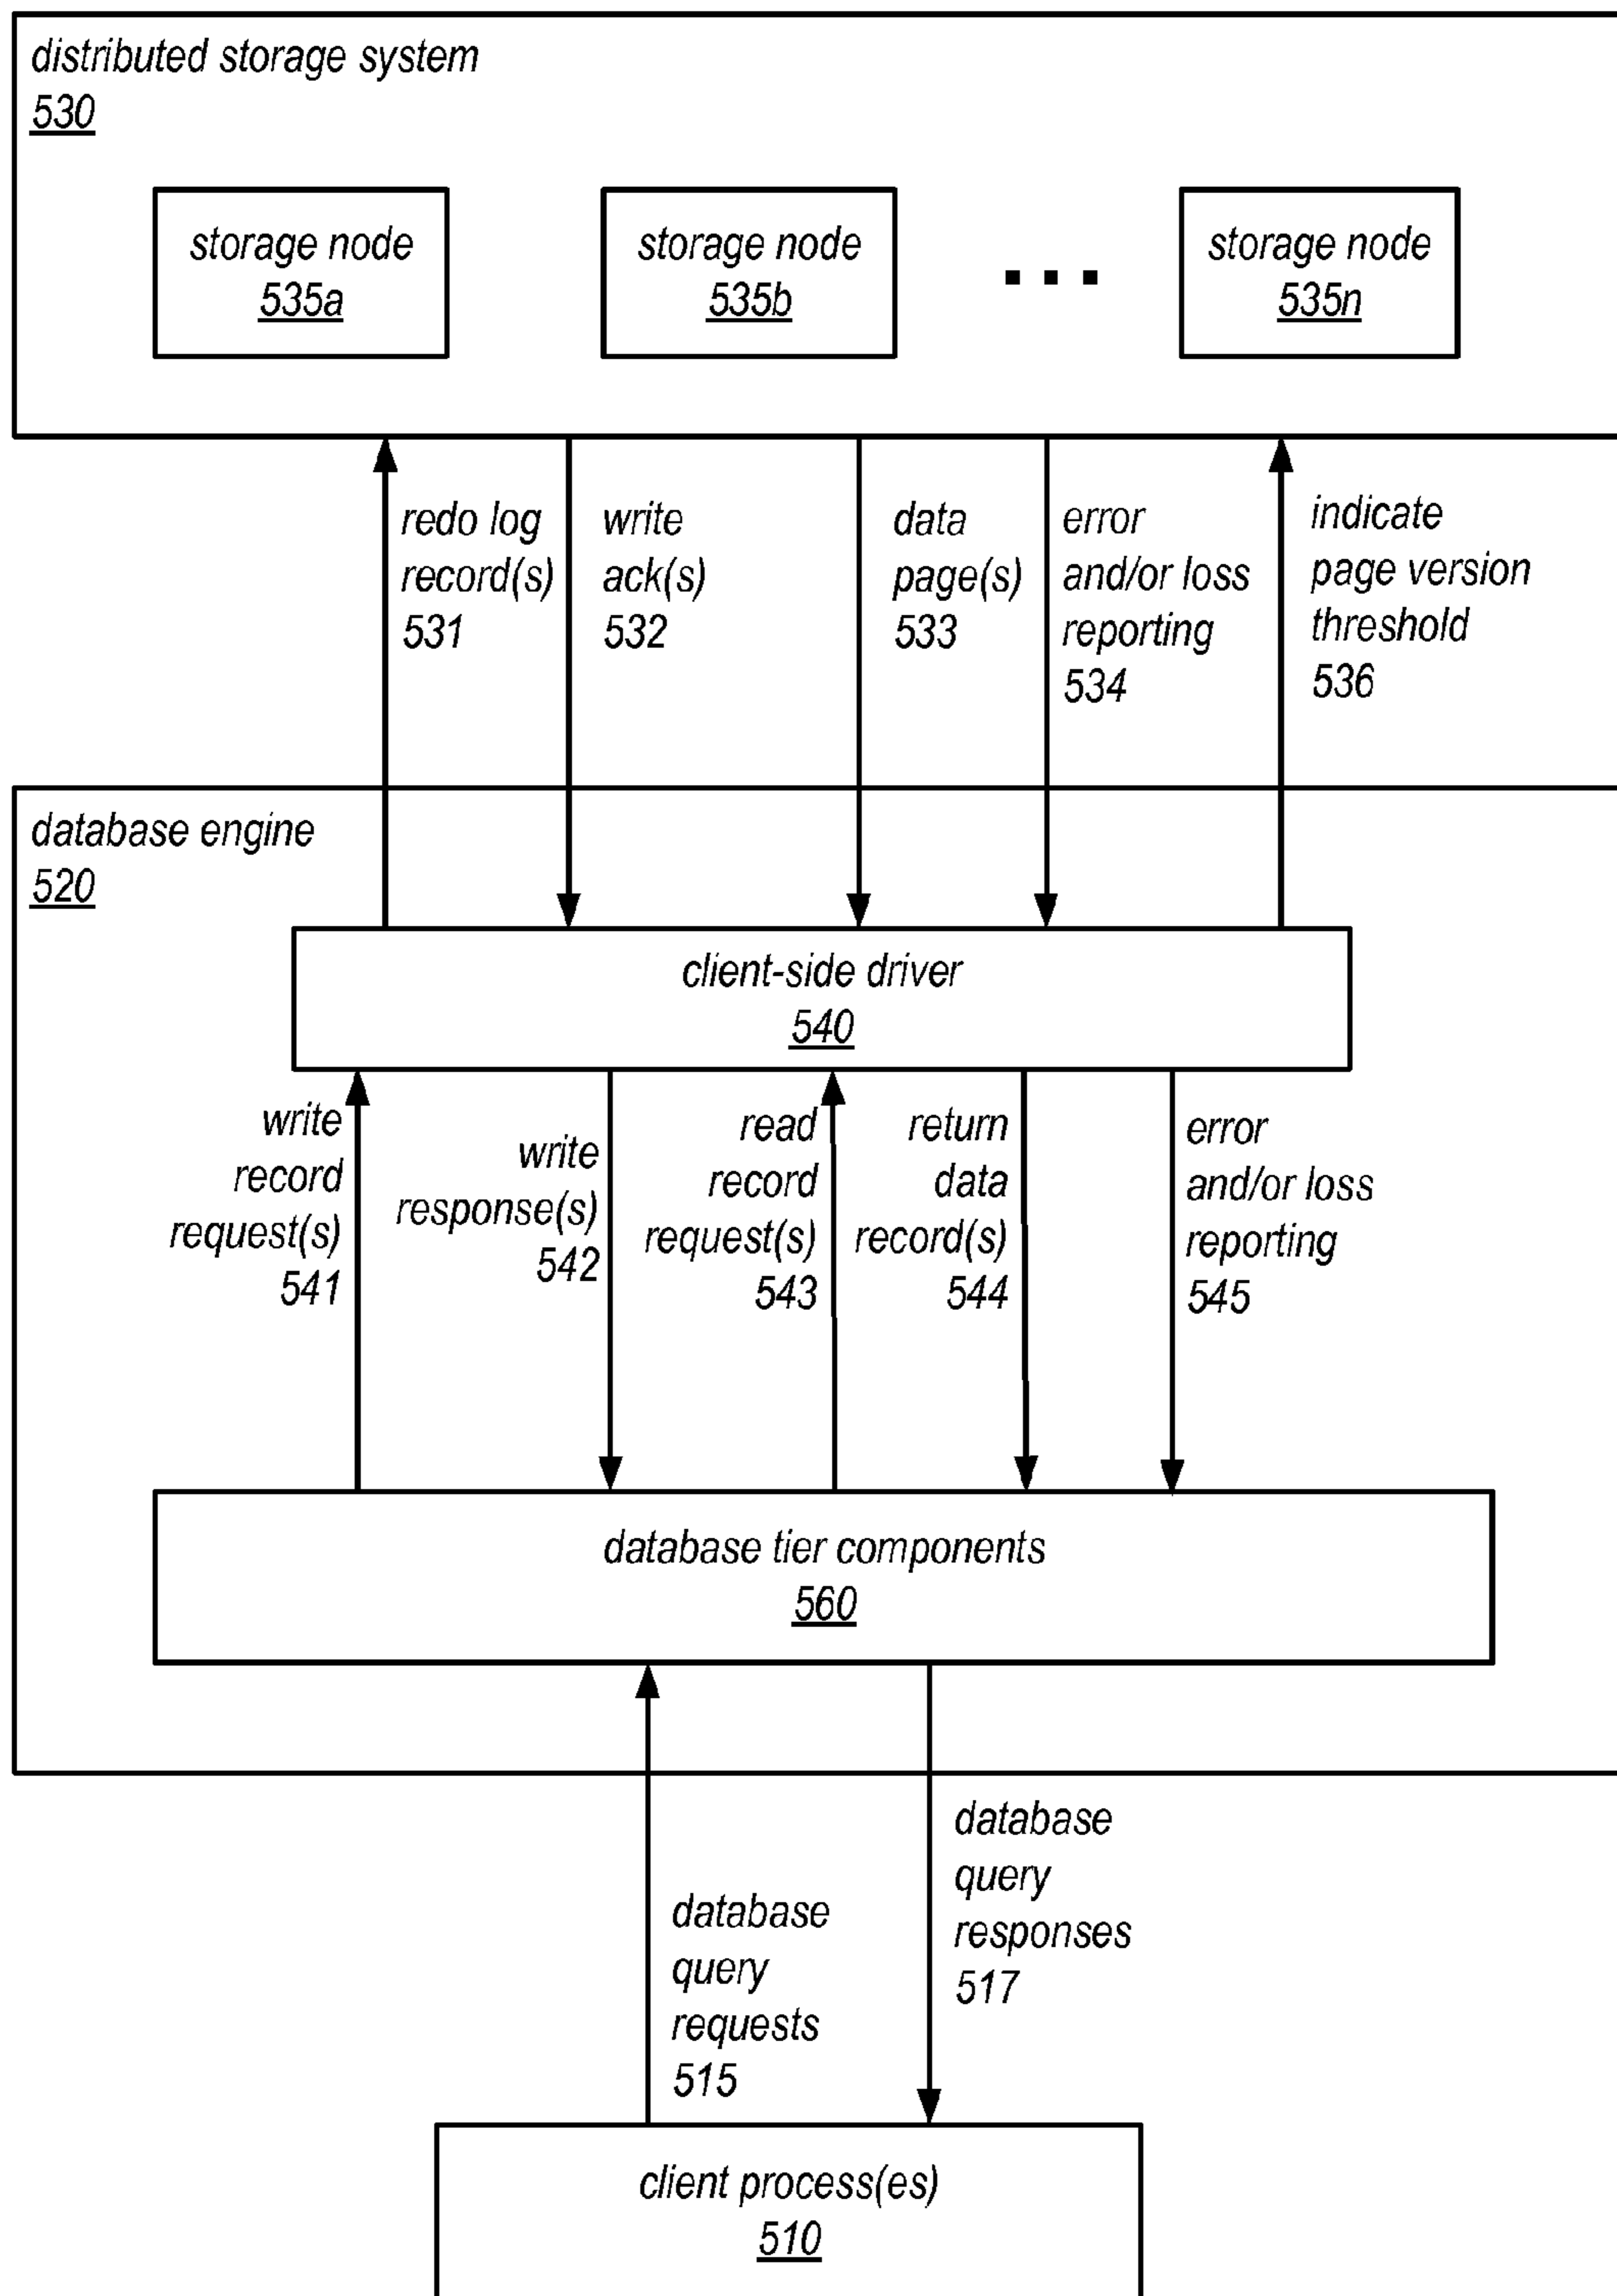 distributed storage system
530
storage node
535a
storage node
535b
storage node
535n
redo log
record(s)
531
write
ack(s)
532
data
page(s)
533
error
and/or loss
reporting
534
indicate
page version
threshold
536
database engine
520
client-side driver
540
write
record
request(s)
541
write
response(s)
542
read
record
request(s)
543
return
data
record(s)
544
error
and/or loss
reporting
545
database tier components
560
database
query
requests
515
database
query
responses
517
client process(es)
510